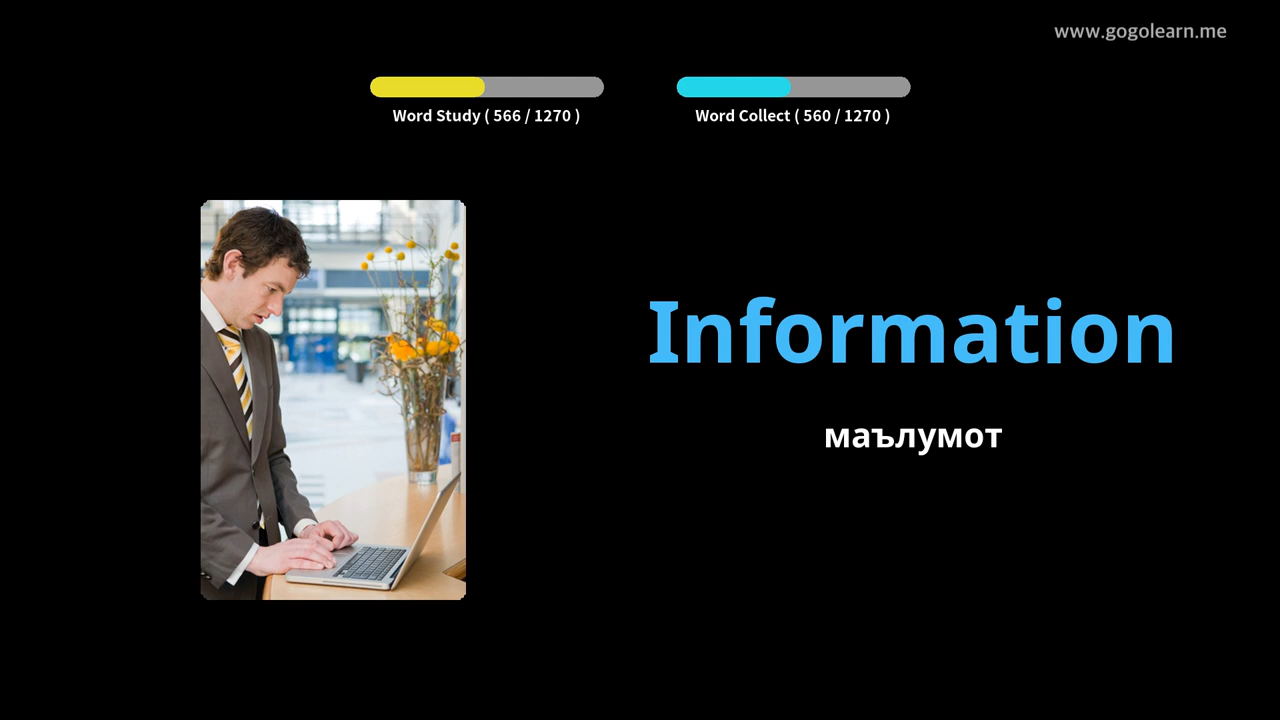 www.gogolearn.me
Word Study ( 566 / 1270 )
Word Collect ( 560 / 1270 )
Information
маълумот